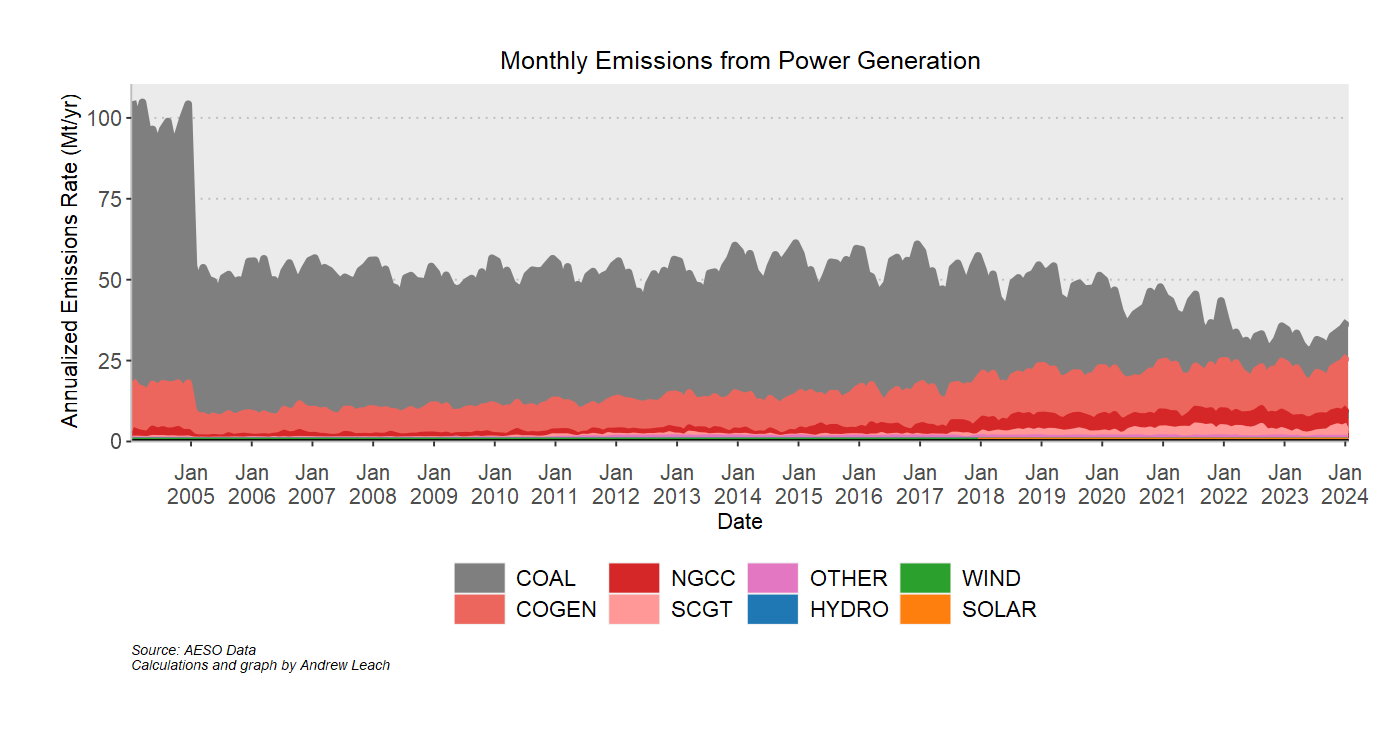 Monthly Emissions from Power Generation
Annualized Emissions Rate (Mt/yr)
100
75
50
25
0
Jan Jan Jan Jan Jan Jan Jan Jan Jan Jan Jan Jan Jan Jan Jan Jan Jan Jan Jan Jan
2005 2006 2007 2008 2009 2010 2011 2012 2013 2014 2015 2016 2017 2018 2019 2020 2021 2022 2023 2024
Date
COAL NGCC OTHER WIND
COGEN SCGT HYDRO SOLAR
Source: AESO Data
Calculations and graph by Andrew Leach